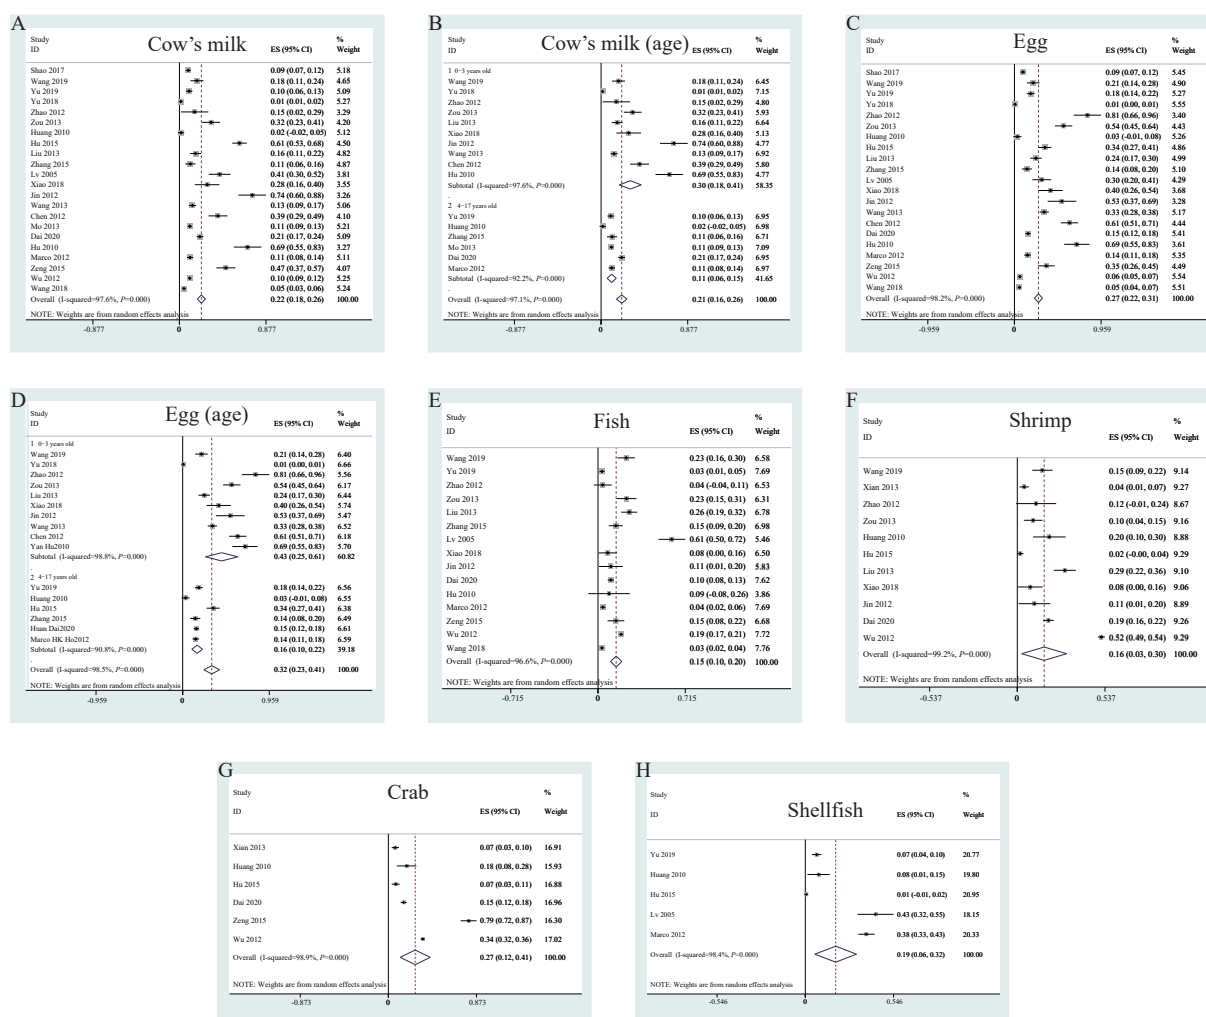 A
Study
ID
Cow's milk
ES (95% CI)
%
Weight
Shao 2017 0.09 (0.07, 0.12) 5.18
Wang 2019 0.18 (0.11, 0.24) 4.65
Yu 2019 0.10 (0.06, 0.13) 5.09
Yu 2018 0.01 (0.01, 0.02) 5.27
Zhao 2012 0.15 (0.02, 0.29) 3.29
Zou 2013 0.32 (0.23, 0.41) 4.20
Huang 2010 0.02 (-0.02, 0.05) 5.12
Hu 2015 0.61 (0.53, 0.68) 4.50
Liu 2013 0.16 (0.11, 0.22) 4.82
Zhang 2015 0.11 (0.06, 0.16) 4.87
Lv 2005 0.41 (0.30, 0.52) 3.81
Xiao 2018 0.28 (0.16, 0.40) 3.55
Jin 2012 0.74 (0.60, 0.88) 3.26
Wang 2013 0.13 (0.09, 0.17) 5.06
Chen 2012 0.39 (0.29, 0.49) 4.10
Mo 2013 0.11 (0.09, 0.13) 5.21
Dai 2020 0.21 (0.17, 0.24) 5.09
Hu 2010 0.69 (0.55, 0.83) 3.27
Marco 2012 0.11 (0.08, 0.14) 5.11
Zeng 2015 0.47 (0.37, 0.57) 4.07
Wu 2012 0.10 (0.09, 0.12) 5.25
Wang 2018 0.05 (0.03, 0.06) 5.24
Overall (I-squared=97.6%, P=0.000) 0.22 (0.18, 0.26) 100.00
NOTE: Weights are from random effects analysis
-0.877 0 0.877
B
Study
ID
Cow's milk (age)
ES (95% CI)
%
Weight
1 0~3 years old
Wang 2019 0.18 (0.11, 0.24) 6.45
Yu 2018 0.01 (0.01, 0.02) 7.15
Zhao 2012 0.15 (0.02, 0.29) 4.80
Zou 2013 0.32 (0.23, 0.41) 5.93
Liu 2013 0.16 (0.11, 0.22) 6.64
Xiao 2018 0.28 (0.16, 0.40) 5.13
Jin 2012 0.74 (0.60, 0.88) 4.77
Wang 2013 0.13 (0.09, 0.17) 6.92
Chen 2012 0.39 (0.29, 0.49) 5.80
Hu 2010 0.69 (0.55, 0.83) 4.77
Subtotal (I-squared=97.6%, P=0.000) 0.30 (0.18, 0.41) 58.35
.
2 4-17 years old
Yu 2019 0.10 (0.06, 0.13) 6.95
Huang 2010 0.02 (-0.02, 0.05) 6.98
Zhang 2015 0.11 (0.06, 0.16) 6.71
Mo 2013 0.11 (0.09, 0.13) 7.09
Dai 2020 0.21 (0.17, 0.24) 6.95
Marco 2012 0.11 (0.08, 0.14) 6.97
Subtotal (I-squared=92.2%, P=0.000) 0.11 (0.06, 0.15) 41.65
.
Overall (I-squared=97.1%, P=0.000) 0.21 (0.16, 0.26) 100.00
NOTE: Weights are from random effects analysis
-0.877 0 0.877
C
Study
ID
Egg
ES (95% CI)
%
Weight
Shao 2017 0.09 (0.07, 0.12) 5.45
Wang 2019 0.21 (0.14, 0.28) 4.90
Yu 2019 0.18 (0.14, 0.22) 5.27
Yu 2018 0.01 (0.00, 0.01) 5.55
Zhao 2012 0.81 (0.66, 0.96) 3.40
Zou 2013 0.54 (0.45, 0.64) 4.43
Huang 2010 0.03 (-0.01, 0.08) 5.26
Hu 2015 0.34 (0.27, 0.41) 4.86
Liu 2013 0.24 (0.17, 0.30) 4.99
Zhang 2015 0.14 (0.08, 0.20) 5.10
Lv 2005 0.30 (0.20, 0.41) 4.29
Xiao 2018 0.40 (0.26, 0.54) 3.68
Jin 2012 0.53 (0.37, 0.69) 3.28
Wang 2013 0.33 (0.28, 0.38) 5.17
Chen 2012 0.61 (0.51, 0.71) 4.44
Dai 2020 0.15 (0.12, 0.18) 5.41
Hu 2010 0.69 (0.55, 0.83) 3.61
Marco 2012 0.14 (0.11, 0.18) 5.35
Zeng 2015 0.35 (0.26, 0.45) 4.49
Wu 2012 0.06 (0.05, 0.07) 5.54
Wang 2018 0.05 (0.04, 0.07) 5.51
Overall (I-squared=98.2%, P=0.000) 0.27 (0.22, 0.31) 100.00
NOTE: Weights are from random effects analysis
-0.959 0 0.959
D
Study
ID
Egg (age)
ES (95% CI)
%
Weight
1 0~3 years old
Wang 2019 0.21 (0.14, 0.28) 6.40
Yu 2018 0.01 (0.00, 0.01) 6.66
Zhao 2012 0.81 (0.66, 0.96) 5.56
Zou 2013 0.54 (0.45, 0.64) 6.17
Liu 2013 0.24 (0.17, 0.30) 6.44
Xiao 2018 0.40 (0.26, 0.54) 5.74
Jin 2012 0.53 (0.37, 0.69) 5.47
Wang 2013 0.33 (0.28, 0.38) 6.52
Chen 2012 0.61 (0.51, 0.71) 6.18
Yan Hu2010 0.69 (0.55, 0.83) 5.70
Subtotal (I-squared=98.8%, P=0.000) 0.43 (0.25, 0.61) 60.82
.
2 4-17 years old
Yu 2019 0.18 (0.14, 0.22) 6.56
Huang 2010 0.03 (-0.01, 0.08) 6.55
Hu 2015 0.34 (0.27, 0.41) 6.38
Zhang 2015 0.14 (0.08, 0.20) 6.49
Huan Dai2020 0.15 (0.12, 0.18) 6.61
Marco HK Ho2012 0.14 (0.11, 0.18) 6.59
Subtotal (I-squared=90.8%, P=0.000) 0.16 (0.10, 0.22) 39.18
.
Overall (I-squared=98.5%, P=0.000) 0.32 (0.23, 0.41) 100.00
NOTE: Weights are from random effects analysis
-0.959 0 0.959
E
Study
ID
Fish
ES (95% CI)
%
Weight
Wang 2019 0.23 (0.16, 0.30) 6.58
Yu 2019 0.03 (0.01, 0.05) 7.69
Zhao 2012 0.04 (-0.04, 0.11) 6.53
Zou 2013 0.23 (0.15, 0.31) 6.31
Liu 2013 0.26 (0.19, 0.32) 6.78
Zhang 2015 0.15 (0.09, 0.20) 6.98
Lv 2005 0.61 (0.50, 0.72) 5.46
Xiao 2018 0.08 (0.00, 0.16) 6.50
Jin 2012 0.11 (0.01, 0.20) 5.83
Dai 2020 0.10 (0.08, 0.13) 7.62
Hu 2010 0.09 (-0.08, 0.26) 3.86
Marco 2012 0.04 (0.02, 0.06) 7.69
Zeng 2015 0.15 (0.08, 0.22) 6.68
Wu 2012 0.19 (0.17, 0.21) 7.72
Wang 2018 0.03 (0.02, 0.04) 7.76
Overall (I-squared=96.6%, P=0.000) 0.15 (0.10, 0.20) 100.00
NOTE: Weights are from random effects analysis
-0.715 0 0.715
F
Study
ID
Shrimp
ES (95% CI)
%
Weight
Wang 2019 0.15 (0.09, 0.22) 9.14
Xian 2013 0.04 (0.01, 0.07) 9.27
Zhao 2012 0.12 (-0.01, 0.24) 8.67
Zou 2013 0.10 (0.04, 0.15) 9.16
Huang 2010 0.20 (0.10, 0.30) 8.88
Hu 2015 0.02 (-0.00, 0.04) 9.29
Liu 2013 0.29 (0.22, 0.36) 9.10
Xiao 2018 0.08 (0.00, 0.16) 9.06
Jin 2012 0.11 (0.01, 0.20) 8.89
Dai 2020 0.19 (0.16, 0.22) 9.26
Wu 2012 0.52 (0.49, 0.54) 9.29
Overall (I-squared=99.2%, P=0.000) 0.16 (0.03, 0.30) 100.00
NOTE: Weights are from random effects analysis
-0.537 0 0.537
G
Study
ID
Crab
ES (95% CI)
%
Weight
Xian 2013 0.07 (0.03, 0.10) 16.91
Huang 2010 0.18 (0.08, 0.28) 15.93
Hu 2015 0.07 (0.03, 0.11) 16.88
Dai 2020 0.15 (0.12, 0.18) 16.96
Zeng 2015 0.79 (0.72, 0.87) 16.30
Wu 2012 0.34 (0.32, 0.36) 17.02
Overall (I-squared=98.9%, P=0.000) 0.27 (0.12, 0.41) 100.00
NOTE: Weights are from random effects analysis
-0.873 0 0.873
H
Study
ID
Shellfish
ES (95% CI)
%
Weight
Yu 2019 0.07 (0.04, 0.10) 20.77
Huang 2010 0.08 (0.01, 0.15) 19.80
Hu 2015 0.01 (-0.01, 0.02) 20.95
Lv 2005 0.43 (0.32, 0.55) 18.15
Marco 2012 0.38 (0.33, 0.43) 20.33
Overall (I-squared=98.4%, P=0.000) 0.19 (0.06, 0.32) 100.00
NOTE: Weights are from random effects analysis
-0.546 0 0.546